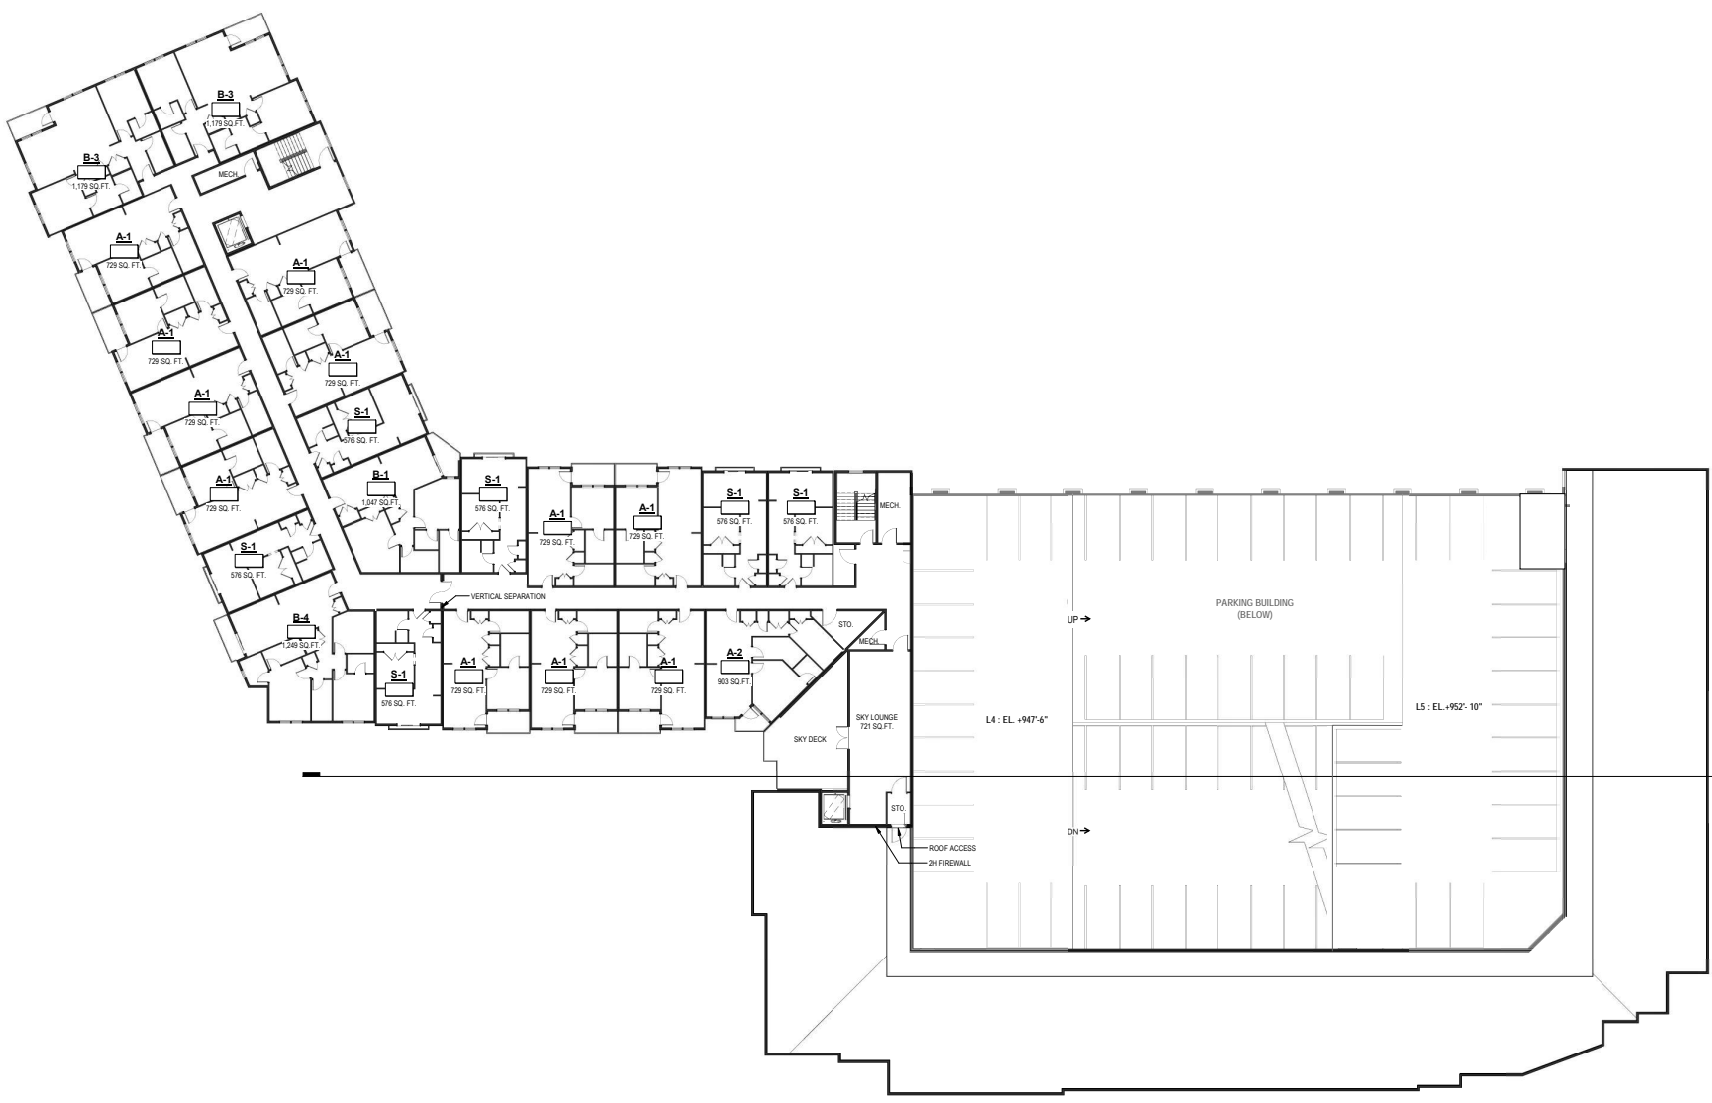 B-3
1,179 SQ.FT.
B-3
1,179 SQ.FT.
MECH.
A-1
729 SQ. FT.
A-1
729 SQ. FT.
A-1
729 SQ. FT.
A-1
729 SQ. FT.
A-1
729 SQ. FT.
S-1
576 SQ. FT.
A-1
729 SQ. FT.
B-1
1,047 SQ.FT.
S-1
576 SQ. FT.
B-4
1,249 SQ.FT.
S-1
576 SQ. FT.
A-1
729 SQ. FT.
A-1
729 SQ. FT.
S-1
576 SQ. FT.
S-1
576 SQ. FT.
MECH.
VERTICAL SEPARATION
S-1
576 SQ. FT.
A-1
729 SQ. FT.
A-1
729 SQ. FT.
A-1
729 SQ. FT.
A-2
903 SQ.FT.
STO.
MECH.
SKY LOUNGE
721 SQ.FT.
SKY DECK
STO.
ROOF ACCESS
2H FIREWALL
PARKING BUILDING
(BELOW)
UP
L4 : EL. +947'-6"
L5 : EL.+952'- 10"
DN